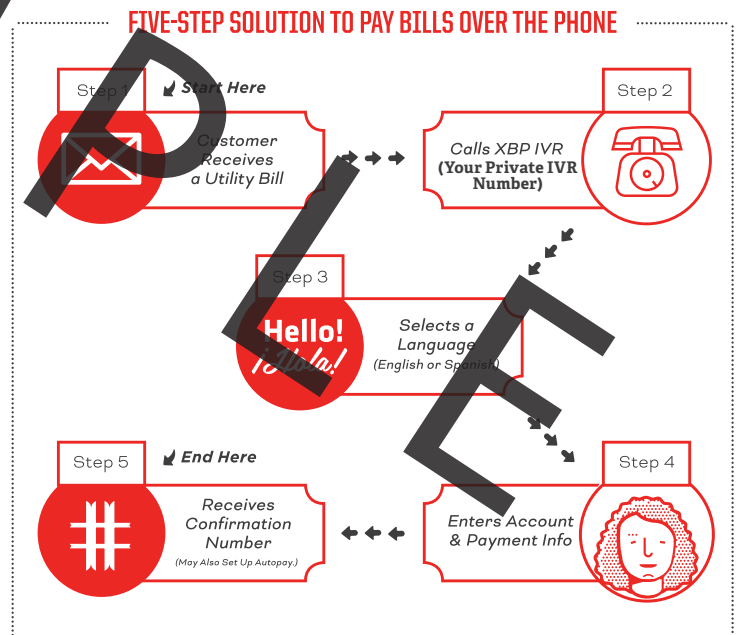 FIVE-STEP SOLUTION TO PAY BILLS OVER THE PHONE
Step 1
Start Here
Customer
Receives
a Utility Bill
Step 2
Calls XBP IVR
(Your Private IVR
Number)
Step 3
Hello!
¡Hola!
Selects a
Language
(English or Spanish)
Step 4
Enters Account
& Payment Info
Step 5
End Here
Receives
Confirmation
Number
(May Also Set Up Autopay.)
P L E